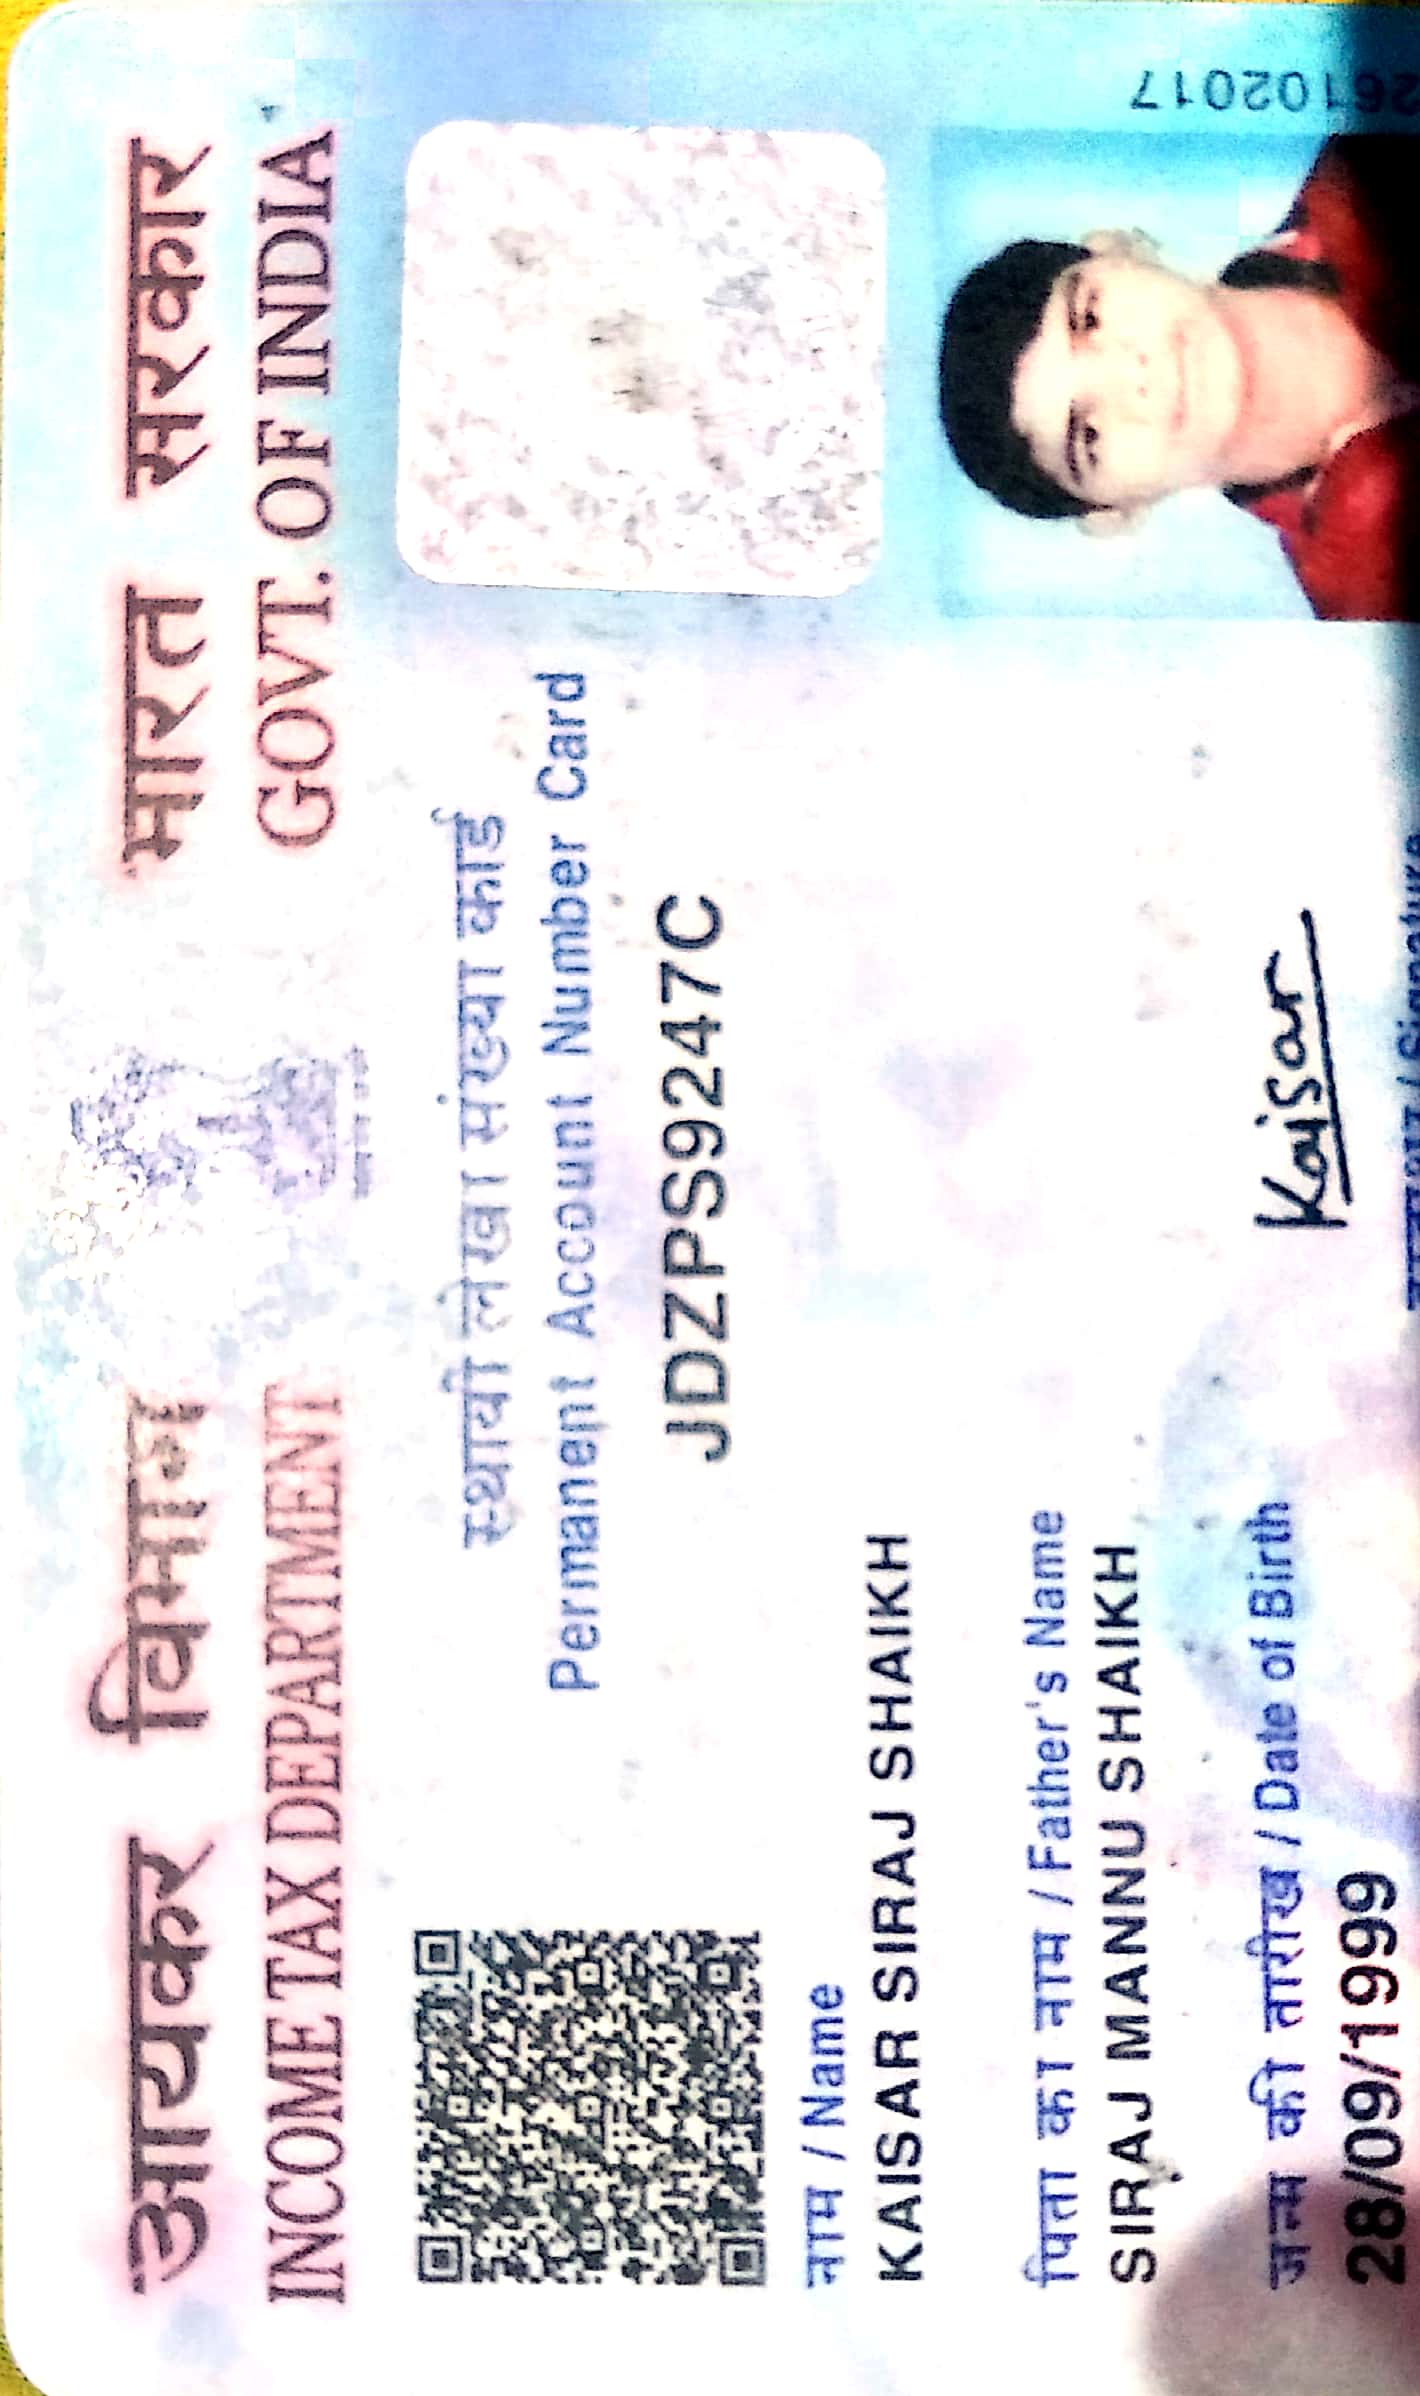 आयकर विभाग
INCOME TAX DEPARTMENT
भारत सरकार
GOVT. OF INDIA
स्थायी लेखा संख्या कार्ड
Permanent Account Number Card
JDZPS9247C
नाम / Name
KAISAR SIRAJ SHAIKH
पिता का नाम / Father's Name
SIRAJ MANNU SHAIKH
जन्म की तारीख / Date of Birth
28/09/1999
Kaisar
/ Signature
26102017